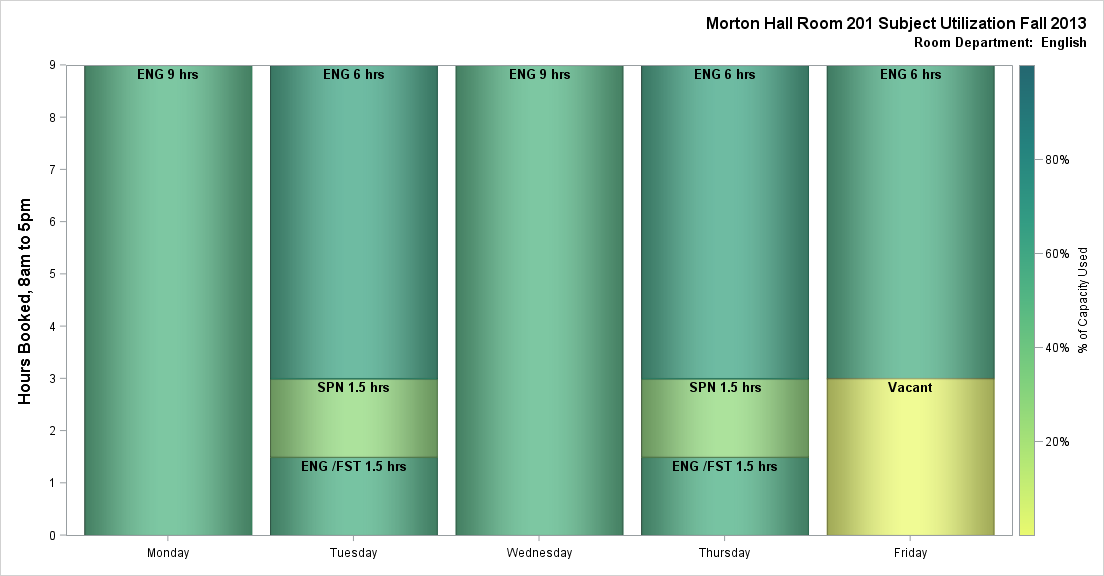 Morton Hall Room 201 Subject Utilization Fall 2013
Room Department:  English
Hours Booked, 8am to 5pm
9
8
7
6
5
4
3
2
1
0
ENG 9 hrs
ENG 6 hrs
ENG 9 hrs
ENG 6 hrs
ENG 6 hrs
SPN 1.5 hrs
SPN 1.5 hrs
Vacant
ENG /FST 1.5 hrs
ENG /FST 1.5 hrs
Monday
Tuesday
Wednesday
Thursday
Friday
80%
60%
40%
20%
% of Capacity Used